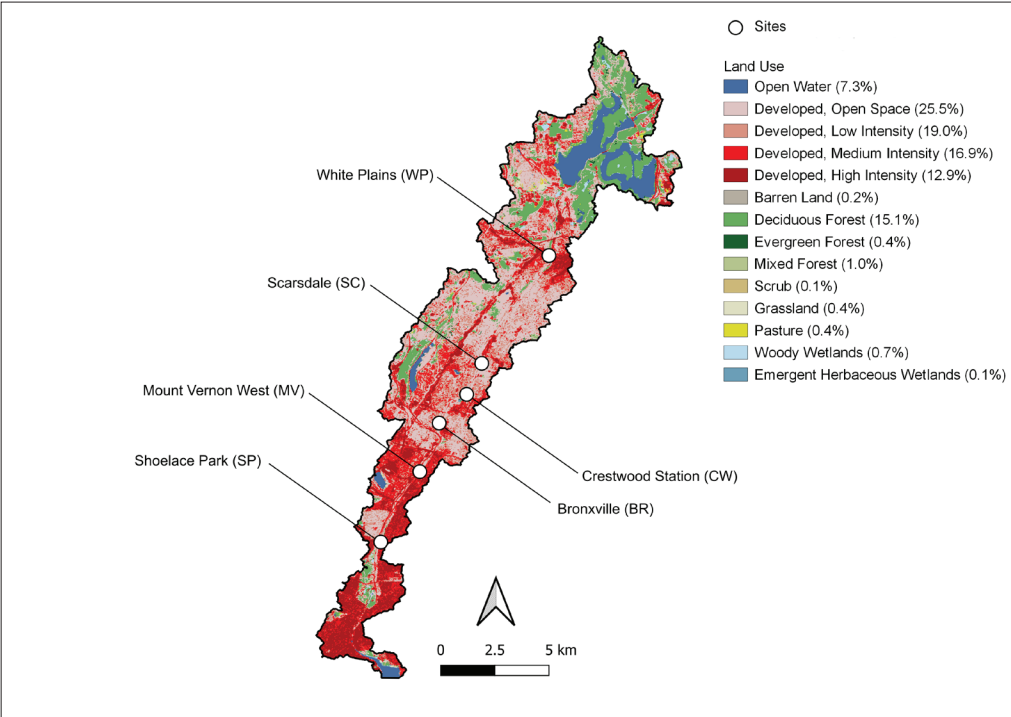 Sites
Land Use
Open Water (7.3%)
Developed, Open Space (25.5%)
Developed, Low Intensity (19.0%)
Developed, Medium Intensity (16.9%)
Developed, High Intensity (12.9%)
Barren Land (0.2%)
Deciduous Forest (15.1%)
Evergreen Forest (0.4%)
Mixed Forest (1.0%)
Scrub (0.1%)
Grassland (0.4%)
Pasture (0.4%)
Woody Wetlands (0.7%)
Emergent Herbaceous Wetlands (0.1%)
White Plains (WP)
Scarsdale (SC)
Mount Vernon West (MV)
Shoelace Park (SP)
Crestwood Station (CW)
Bronxville (BR)
0 2.5 5 km